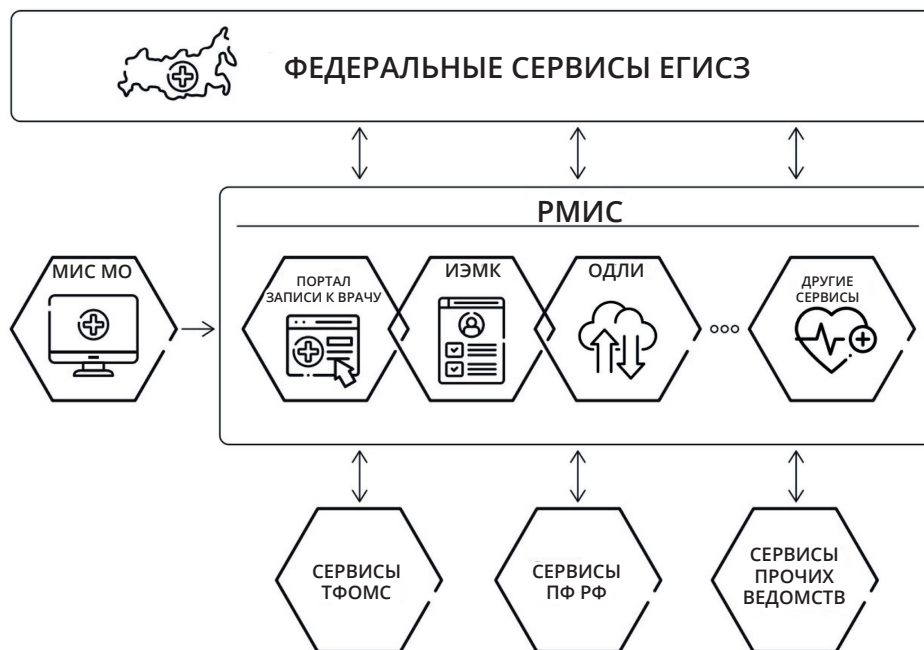 ФЕДЕРАЛЬНЫЕ СЕРВИСЫ ЕГИСЗ
РМИС
МИС МО
ПОРТАЛ
ЗАПИСИ К ВРАЧУ
ИЭМК
ОДЛИ
ДРУГИЕ
СЕРВИСЫ
СЕРВИСЫ
ТФОМС
СЕРВИСЫ
ПФ РФ
СЕРВИСЫ
ПРОЧИХ
ВЕДОМСТВ